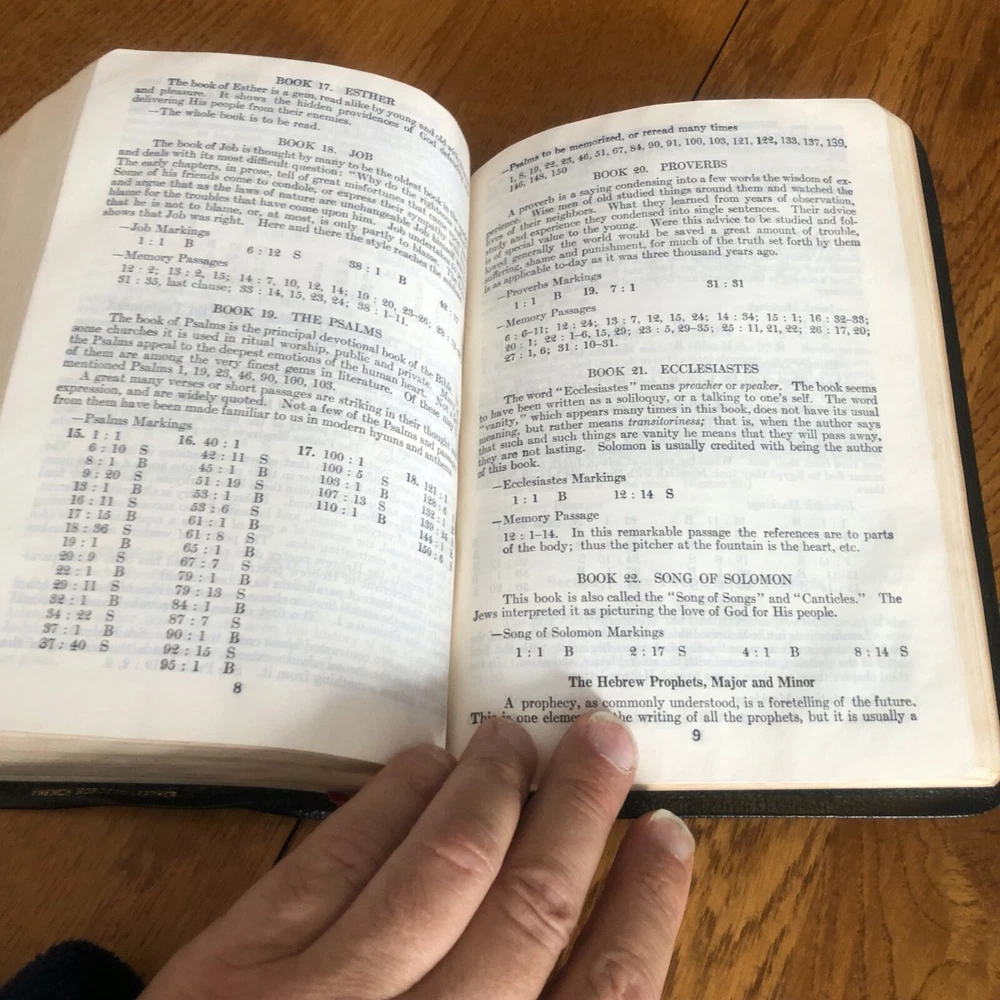 BOOK 17. ESTHER
The book of Esther is a gem, read alike by young and old with
and pleasure. It shows the hidden providences of God
delivering His people from their enemies.
—The whole book is to be read.
BOOK 18. JOB
The book of Job is thought by many to be the oldest book in the
and deals with its most difficult question: "Why do the righteous
The early chapters, in prose, tell of great misfortunes that
Some of his friends come to condole, or express their sympathy
and argue that as the laws of nature are unchangeable, Job
blame for the troubles that have come upon him. Job undertakes
that he is not to blame, or, at most, is only partly to blame.
shows that Job was right. Here and there the style reaches the
—Job Markings
1 : 1 B 6 : 12 S 38 : 1 B 42
—Memory Passages
12 : 2; 13 : 2, 15; 14 : 7, 10, 12, 14; 19 : 20, 23–26; 28
31 : 35, last clause; 33 : 14, 15, 23, 24; 38 : 1–11.
BOOK 19. THE PSALMS
The book of Psalms is the principal devotional book of the Bible.
some churches it is used in ritual worship, public and private. Many
the Psalms appeal to the deepest emotions of the human heart.
of them are among the very finest gems in literature. Of these may
mentioned Psalms 1, 19, 23, 46, 90, 100, 103.
A great many verses or short passages are striking in their thought
expression, and are widely quoted. Not a few of the Psalms and
from them have been made familiar to us in modern hymns and anthems
—Psalms Markings
15. 1 : 1 16. 40 : 1 17. 100 : 1 18. 121 : 1
6 : 10 S 42 : 11 S 100 : 5 S
8 : 1 B 45 : 1 B 103 : 1 B
9 : 20 S 51 : 19 S 107 : 13 S
13 : 1 B 53 : 1 B 110 : 1 B
16 : 11 S 53 : 6 S
17 : 15 B 61 : 1 B
18 : 36 S 61 : 8 S
19 : 1 B 65 : 1 B
20 : 9 S 67 : 7 S
22 : 1 B 79 : 1 B
29 : 11 S 79 : 13 S
32 : 1 B 84 : 1 B
34 : 22 S 87 : 7 S
37 : 1 B 90 : 1 B
37 : 40 S 92 : 15 S
95 : 1 B
8
—Psalms to be memorized, or reread many times
1, 8, 19, 22, 23, 46, 51, 67, 84, 90, 91, 100, 103, 121, 122, 133, 137, 139,
146, 148, 150
BOOK 20. PROVERBS
A proverb is a saying condensing into a few words the wisdom of ex-
perience. Wise men of old studied things around them and watched the
lives of their neighbors. What they learned from years of observation,
study and experience they condensed into single sentences. Their advice
is of special value to the young. Were this advice to be studied and fol-
lowed generally the world would be saved a great amount of trouble,
suffering, shame and punishment, for much of the truth set forth by them
is as applicable to-day as it was three thousand years ago.
—Proverbs Markings
1 : 1 B 19. 7 : 1 31 : 31
—Memory Passages
6 : 6–11; 12 : 24; 13 : 7, 12, 15, 24; 14 : 34; 15 : 1; 16 : 32–33;
20 : 1; 22 : 1–6, 15, 29; 23 : 5, 29–35; 25 : 11, 21, 22; 26 : 17, 20;
27 : 1, 6; 31 : 10–31.
BOOK 21. ECCLESIASTES
The word "Ecclesiastes" means preacher or speaker. The book seems
to have been written as a soliloquy, or a talking to one's self. The word
"vanity," which appears many times in this book, does not have its usual
meaning, but rather means transitoriness; that is, when the author says
that such and such things are vanity he means that they will pass away,
they are not lasting. Solomon is usually credited with being the author
of this book.
—Ecclesiastes Markings
1 : 1 B 12 : 14 S
—Memory Passage
12 : 1–14. In this remarkable passage the references are to parts
of the body; thus the pitcher at the fountain is the heart, etc.
BOOK 22. SONG OF SOLOMON
This book is also called the "Song of Songs" and "Canticles." The
Jews interpreted it as picturing the love of God for His people.
—Song of Solomon Markings
1 : 1 B 2 : 17 S 4 : 1 B 8 : 14 S
The Hebrew Prophets, Major and Minor
A prophecy, as commonly understood, is a foretelling of the future.
This is one the writing of all the prophets, but it is usually a
9